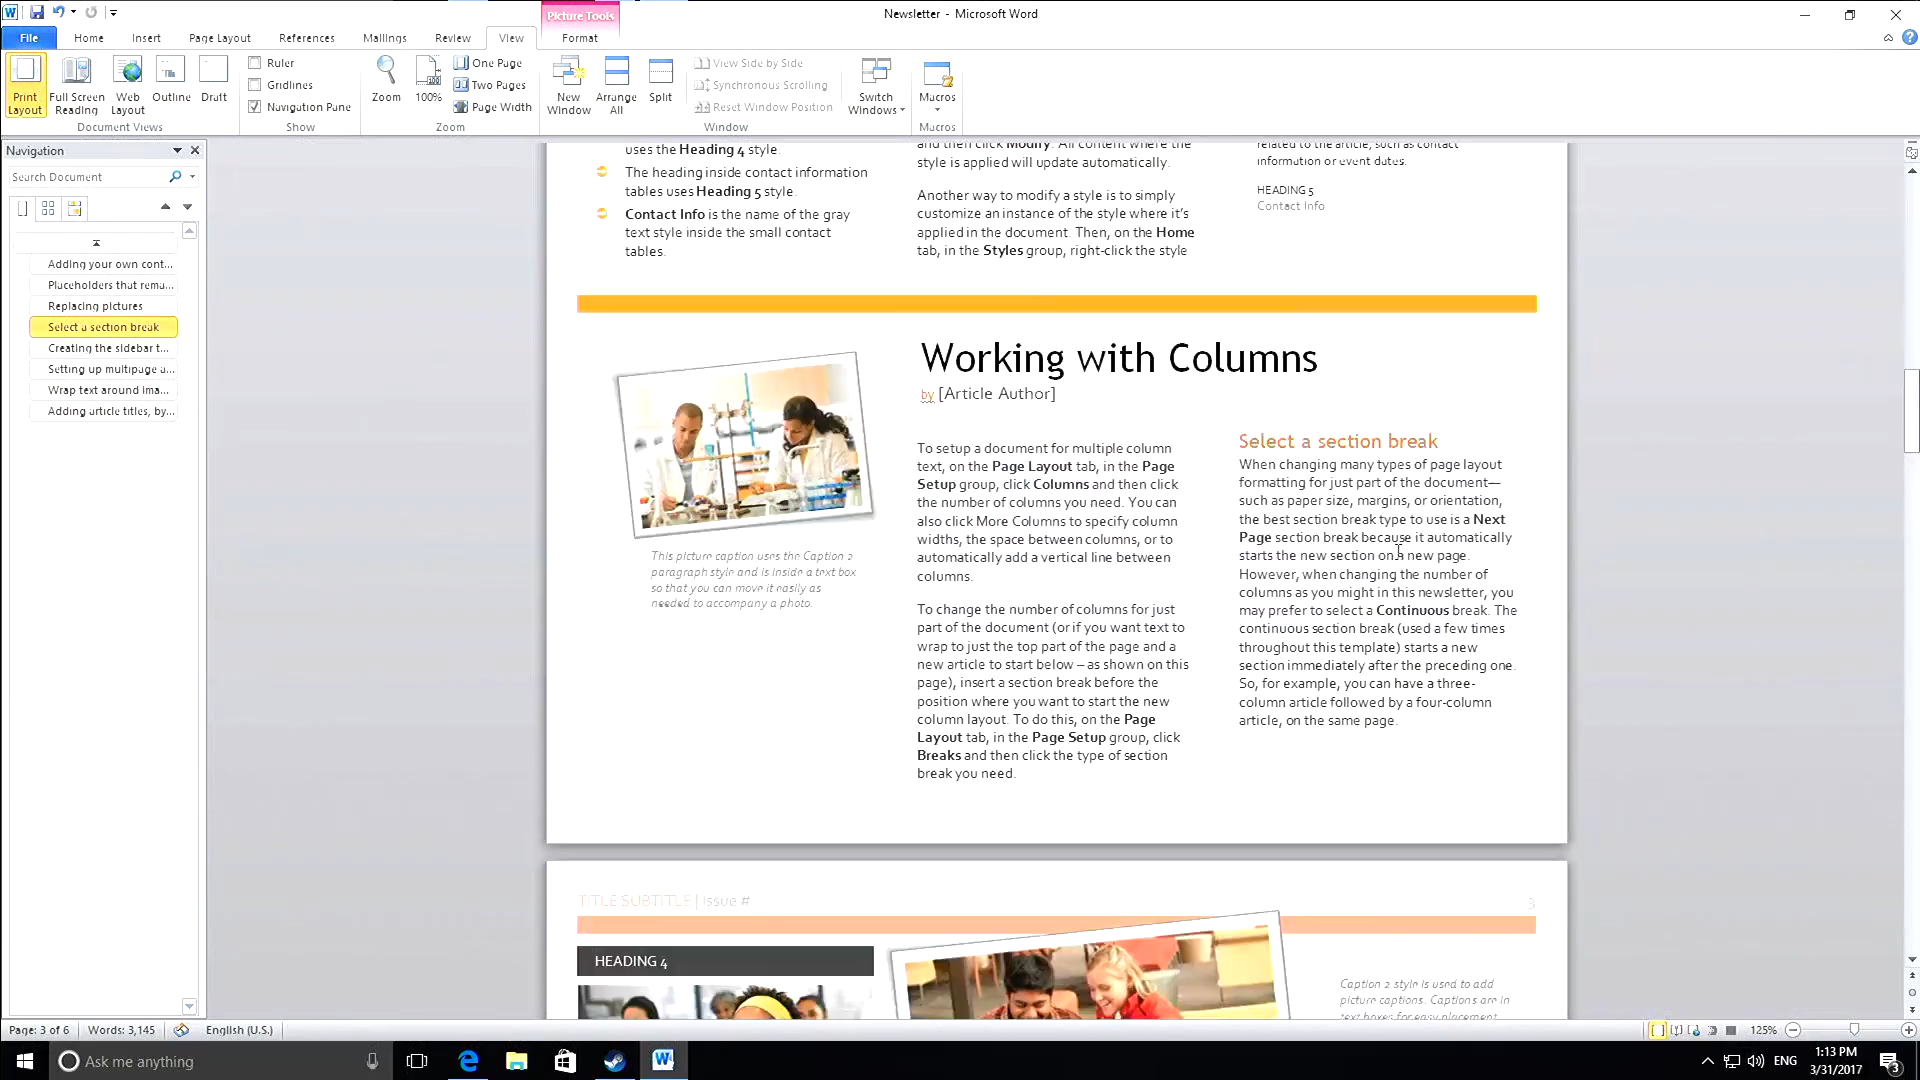 Newsletter - Microsoft Word
Picture Tools
File Home Insert Page Layout References Mailings Review View Format
Print Layout
Full Screen Reading
Web Layout
Outline
Draft
Document Views
Ruler
Gridlines
Navigation Pane
Show
Zoom
100%
One Page
Two Pages
Page Width
Zoom
New Window
Arrange All
Split
View Side by Side
Synchronous Scrolling
Reset Window Position
Window
Switch Windows
Macros
Macros
Navigation
Search Document
Adding your own cont...
Placeholders that rema...
Replacing pictures
Select a section break
Creating the sidebar t...
Setting up multipage a...
Wrap text around ima...
Adding article titles, by...
uses the Heading 4 style.
The heading inside contact information
tables uses Heading 5 style.
Contact Info is the name of the gray
text style inside the small contact
tables.
and then click Modify. All content where the
style is applied will update automatically.
Another way to modify a style is to simply
customize an instance of the style where it's
applied in the document. Then, on the Home
tab, in the Styles group, right-click the style
related to the article, such as contact
information or event dates.
HEADING 5
Contact Info
Working with Columns
by [Article Author]
This picture caption uses the Caption 2
paragraph style and is inside a text box
so that you can move it easily as
needed to accompany a photo.
To setup a document for multiple column
text, on the Page Layout tab, in the Page
Setup group, click Columns and then click
the number of columns you need. You can
also click More Columns to specify column
widths, the space between columns, or to
automatically add a vertical line between
columns.
To change the number of columns for just
part of the document (or if you want text to
wrap to just the top part of the page and a
new article to start below – as shown on this
page), insert a section break before the
position where you want to start the new
column layout. To do this, on the Page
Layout tab, in the Page Setup group, click
Breaks and then click the type of section
break you need.
Select a section break
When changing many types of page layout
formatting for just part of the document—
such as paper size, margins, or orientation,
the best section break type to use is a Next
Page section break because it automatically
starts the new section on a new page.
However, when changing the number of
columns as you might in this newsletter, you
may prefer to select a Continuous break. The
continuous section break (used a few times
throughout this template) starts a new
section immediately after the preceding one.
So, for example, you can have a three-
column article followed by a four-column
article, on the same page.
TITLE SUBTITLE | Issue # 3
HEADING 4
Caption 2 style is used to add
picture captions. Captions are in
text boxes for easy placement
Page: 3 of 6 Words: 3,145 English (U.S.) 125%
Ask me anything
ENG
1:13 PM
3/31/2017
3